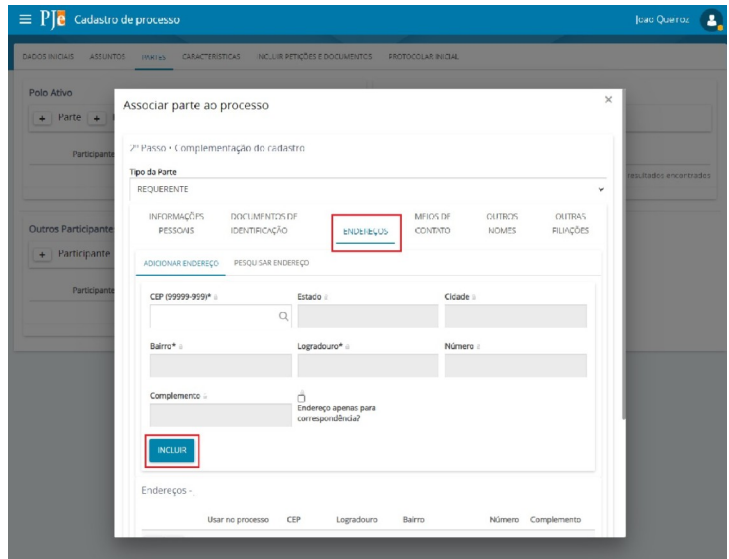 PJe Cadastro de processo
Joao Queiroz
DADOS INICIAIS ASSUNTOS PARTES CARACTERISTICAS INCLUIR PETIÇÕES E DOCUMENTOS PROTOCOLAR INICIAL
Polo Ativo
+ Parte +
Participante
resultados encontrados
Outros Participante
+ Participante
Participante
Associar parte ao processo ×
2º Passo • Complementação do cadastro
Tipo da Parte
REQUERENTE
INFORMAÇÕES PESSOAIS
DOCUMENTOS DE IDENTIFICAÇÃO
ENDEREÇOS
MEIOS DE CONTATO
OUTROS NOMES
OUTRAS FILIAÇÕES
ADICIONAR ENDEREÇO PESQUISAR ENDEREÇO
CEP (99999-999)* Estado Cidade
Bairro* Logradouro* Número
Complemento
Endereço apenas para
correspondência?
INCLUIR
Endereços -
Usar no processo CEP Logradouro Bairro Número Complemento